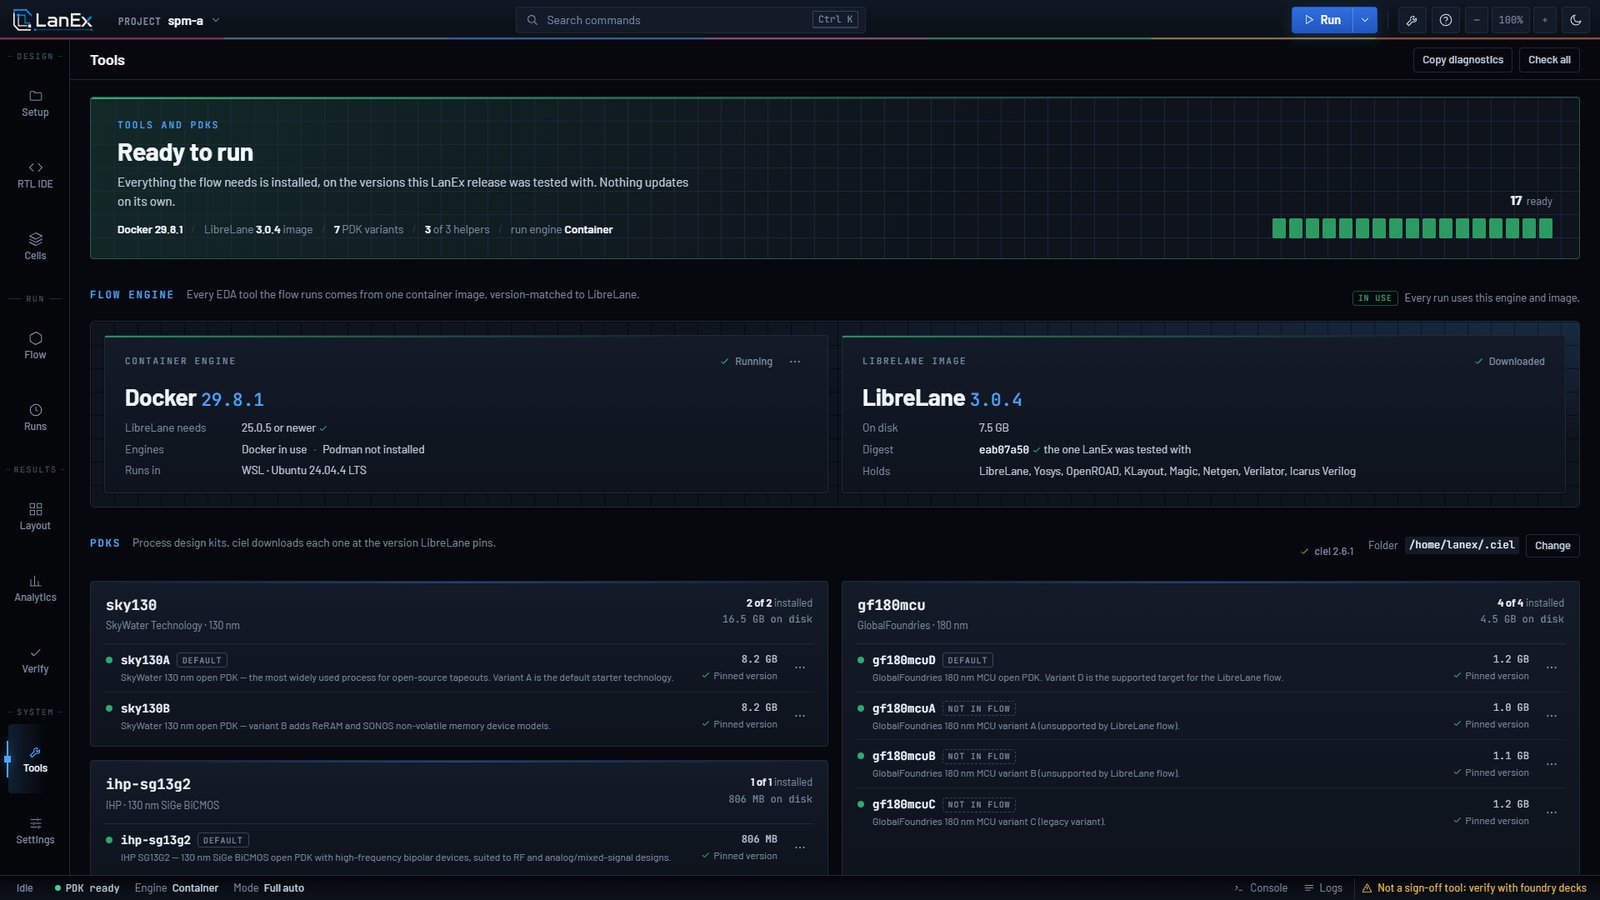 LanEx
PROJECT spm-a
Search commands
Ctrl K
Run
− 100% +
DESIGN
Setup
RTL IDE
Cells
RUN
Flow
Runs
RESULTS
Layout
Analytics
Verify
SYSTEM
Tools
Settings
Tools
Copy diagnostics
Check all
TOOLS AND PDKS
Ready to run
Everything the flow needs is installed, on the versions this LanEx release was tested with. Nothing updates
on its own.
Docker 29.8.1 / LibreLane 3.0.4 image / 7 PDK variants / 3 of 3 helpers / run engine Container
17 ready
FLOW ENGINE Every EDA tool the flow runs comes from one container image, version-matched to LibreLane.
IN USE Every run uses this engine and image.
CONTAINER ENGINE
Running ...
Docker 29.8.1
LibreLane needs 25.0.5 or newer ✓
Engines Docker in use · Podman not installed
Runs in WSL · Ubuntu 24.04.4 LTS
LIBRELANE IMAGE
Downloaded
LibreLane 3.0.4
On disk 7.5 GB
Digest eab07a50 ✓ the one LanEx was tested with
Holds LibreLane, Yosys, OpenROAD, KLayout, Magic, Netgen, Verilator, Icarus Verilog
PDKS Process design kits. ciel downloads each one at the version LibreLane pins.
✓ ciel 2.6.1 Folder /home/lanex/.ciel Change
sky130
2 of 2 installed
SkyWater Technology · 130 nm
16.5 GB on disk
sky130A DEFAULT
8.2 GB
SkyWater 130 nm open PDK — the most widely used process for open-source tapeouts. Variant A is the default starter technology.
✓ Pinned version
sky130B
8.2 GB
SkyWater 130 nm open PDK — variant B adds ReRAM and SONOS non-volatile memory device models.
✓ Pinned version
ihp-sg13g2
1 of 1 installed
IHP · 130 nm SiGe BiCMOS
806 MB on disk
ihp-sg13g2 DEFAULT
806 MB
IHP SG13G2 — 130 nm SiGe BiCMOS open PDK with high-frequency bipolar devices, suited to RF and analog/mixed-signal designs.
✓ Pinned version
gf180mcu
4 of 4 installed
GlobalFoundries · 180 nm
4.5 GB on disk
gf180mcuD DEFAULT
1.2 GB
GlobalFoundries 180 nm MCU open PDK. Variant D is the supported target for the LibreLane flow.
✓ Pinned version
gf180mcuA NOT IN FLOW
1.0 GB
GlobalFoundries 180 nm MCU variant A (unsupported by LibreLane flow).
✓ Pinned version
gf180mcuB NOT IN FLOW
1.1 GB
GlobalFoundries 180 nm MCU variant B (unsupported by LibreLane flow).
✓ Pinned version
gf180mcuC NOT IN FLOW
1.2 GB
GlobalFoundries 180 nm MCU variant C (legacy variant).
✓ Pinned version
Idle PDK ready Engine Container Mode Full auto
Console Logs Not a sign-off tool: verify with foundry decks